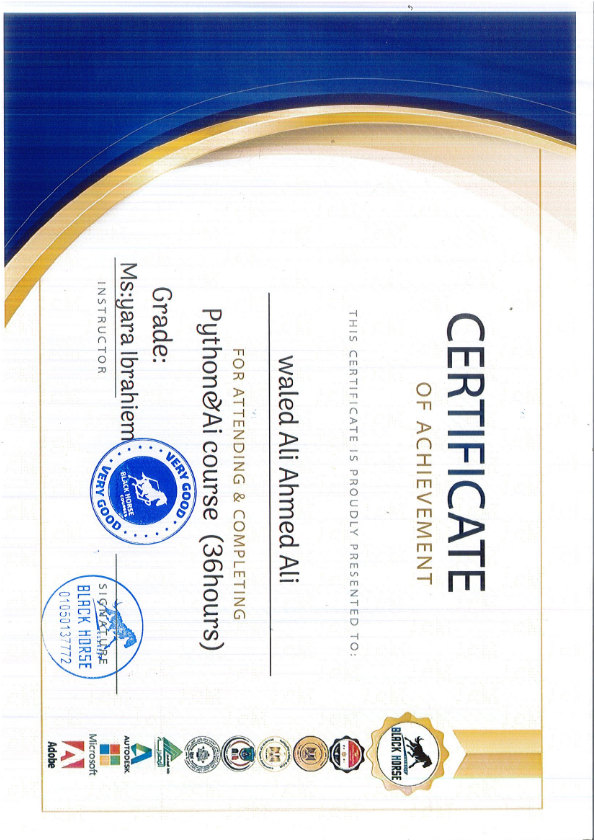 CERTIFICATE
OF ACHIEVEMENT
THIS CERTIFICATE IS PROUDLY PRESENTED TO:
waled Ali Ahmed Ali
FOR ATTENDING & COMPLETING
Python&Ai course (36hours)
Grade:
VERY GOOD
BLACK HORSE
VERY GOOD
Ms:yara Ibrahiem
INSTRUCTOR
SIGNATURE
BLACK HORSE
01050137772
BLACK HORSE
AUTODESK
Microsoft
Adobe